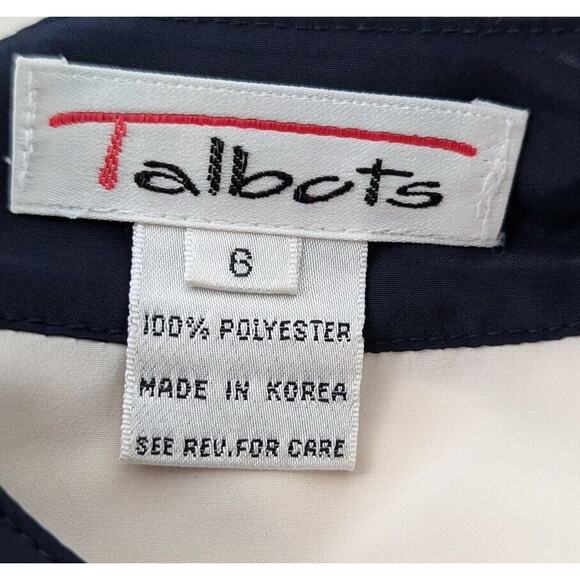 Talbots
6
100% POLYESTER
MADE IN KOREA
SEE REV.FOR CARE